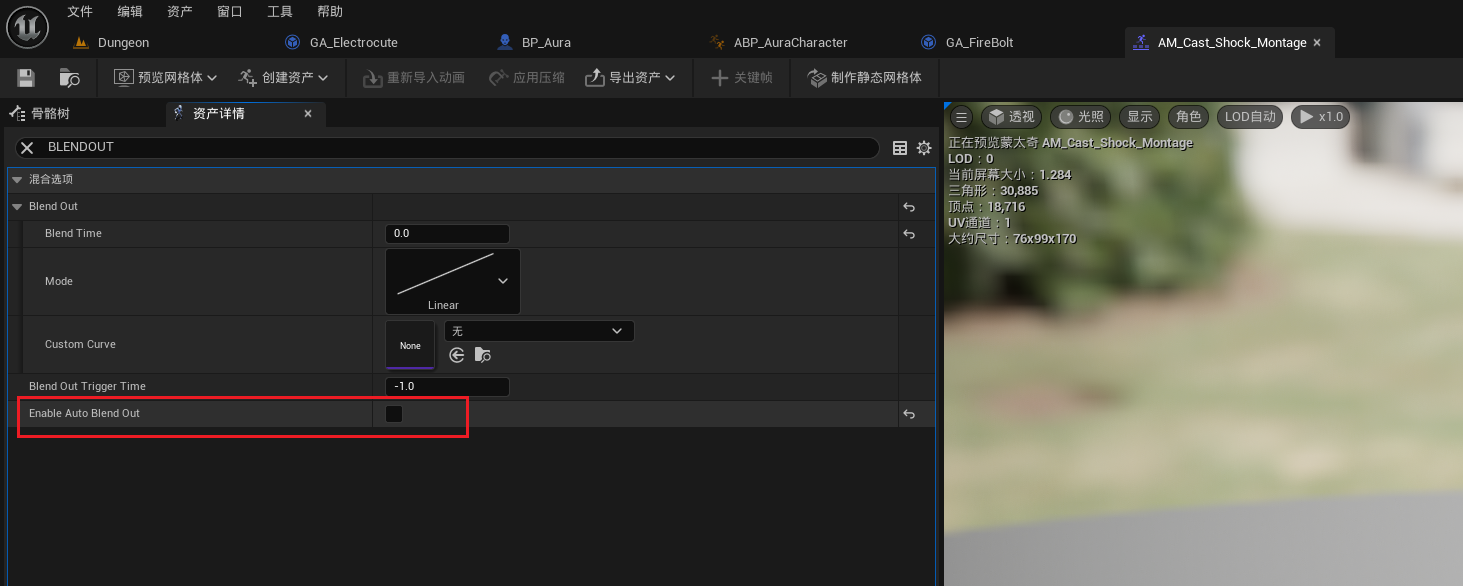 文件 编辑 资产 窗口 工具 帮助
Dungeon GA_Electrocute BP_Aura ABP_AuraCharacter GA_FireBolt AM_Cast_Shock_Montage
预览网格体 创建资产 重新导入动画 应用压缩 导出资产 关键帧 制作静态网格体
骨骼树 资产详情
BLENDOUT
混合选项
Blend Out
Blend Time 0.0
Mode
Linear
Custom Curve None 无
Blend Out Trigger Time -1.0
Enable Auto Blend Out
透视 光照 显示 角色 LOD自动 x1.0
正在预览蒙太奇 AM_Cast_Shock_Montage
LOD：0
当前屏幕大小：1.284
三角形：30,885
顶点：18,716
UV通道：1
大约尺寸：76x99x170